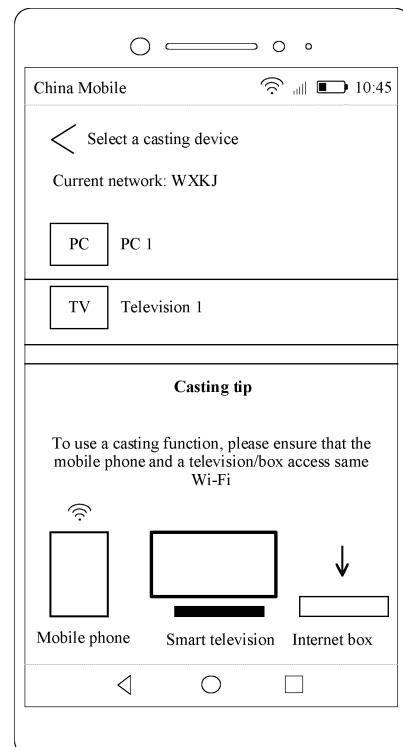 China Mobile 10:45
Select a casting device
Current network: WXKJ
PC PC 1
TV Television 1
Casting tip
To use a casting function, please ensure that the
mobile phone and a television/box access same
Wi-Fi
Mobile phone Smart television Internet box